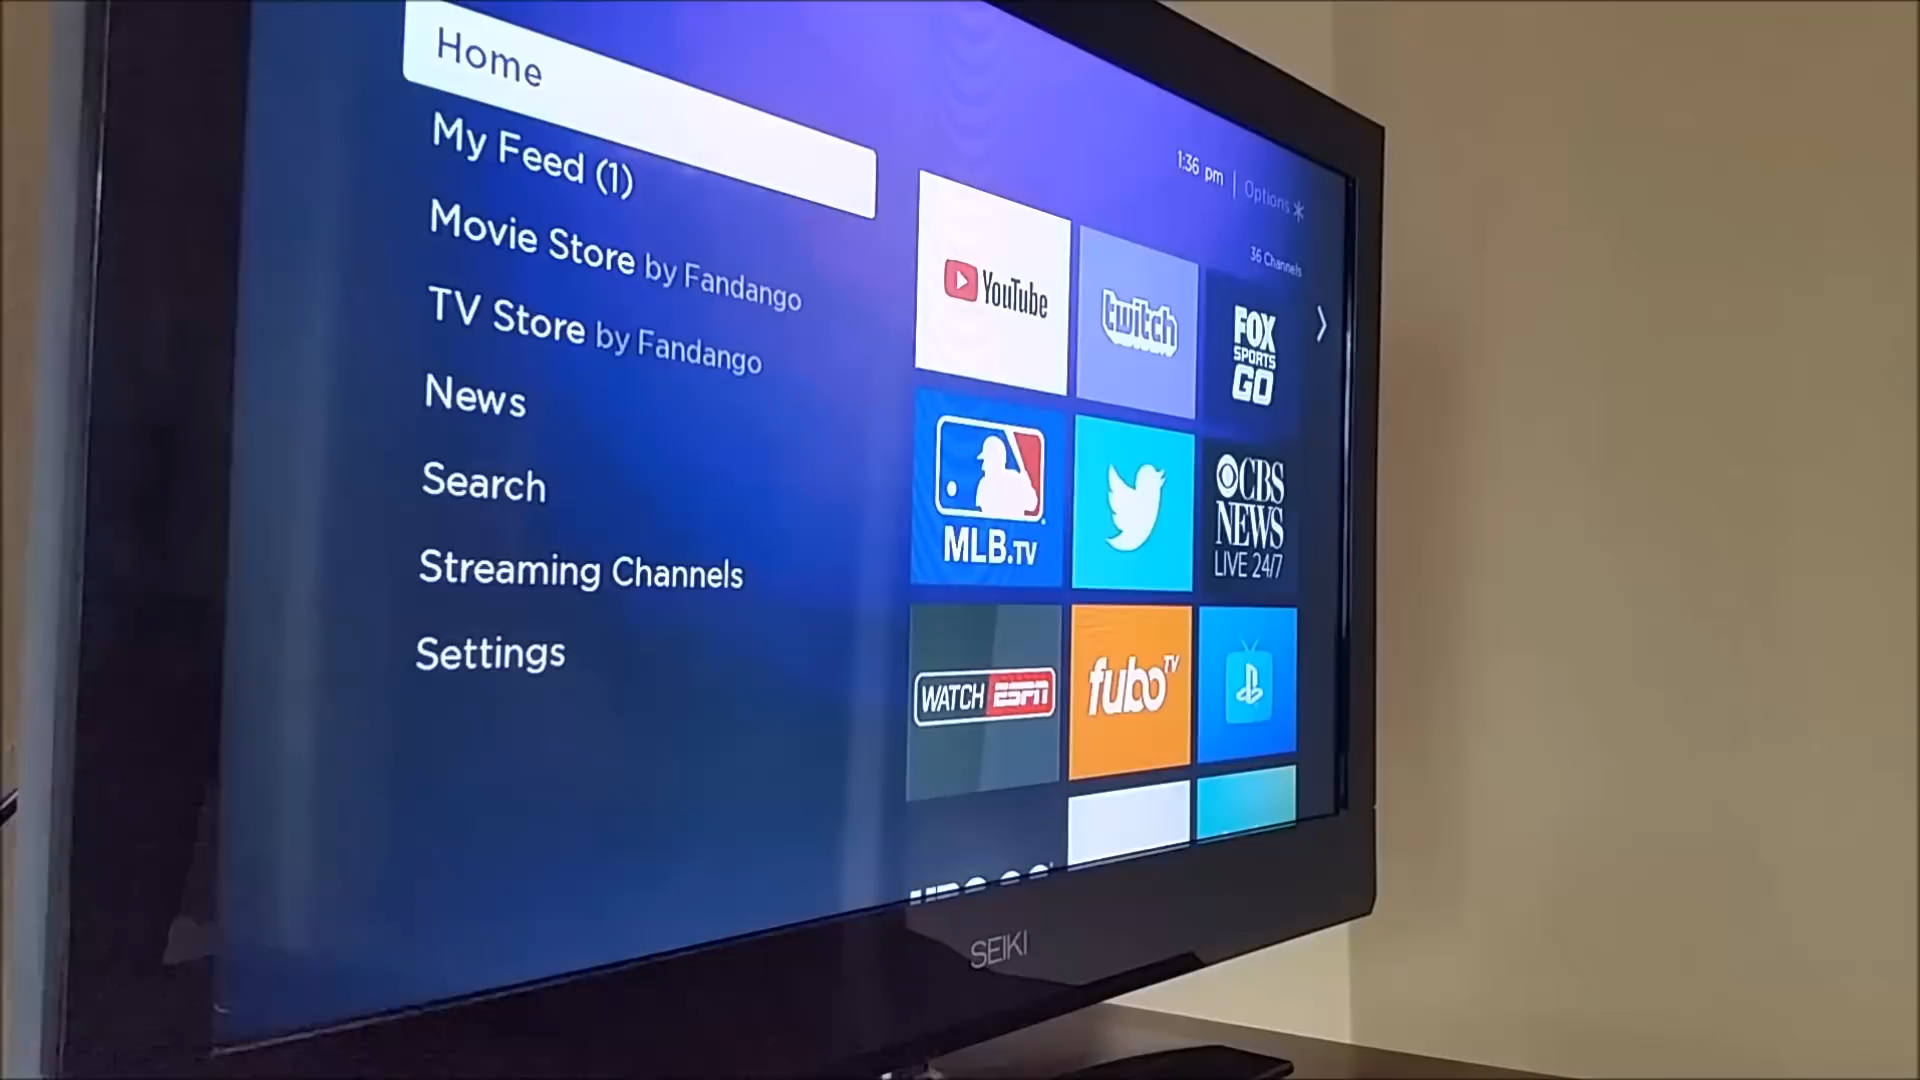 Home
My Feed (1)
Movie Store by Fandango
TV Store by Fandango
News
Search
Streaming Channels
Settings
1:36 pm | Options *
36 Channels
YouTube
twitch
FOX
SPORTS
GO
MLB.TV
CBS
NEWS
LIVE 24/7
WATCH ESPN
fuboTV
SEIKI